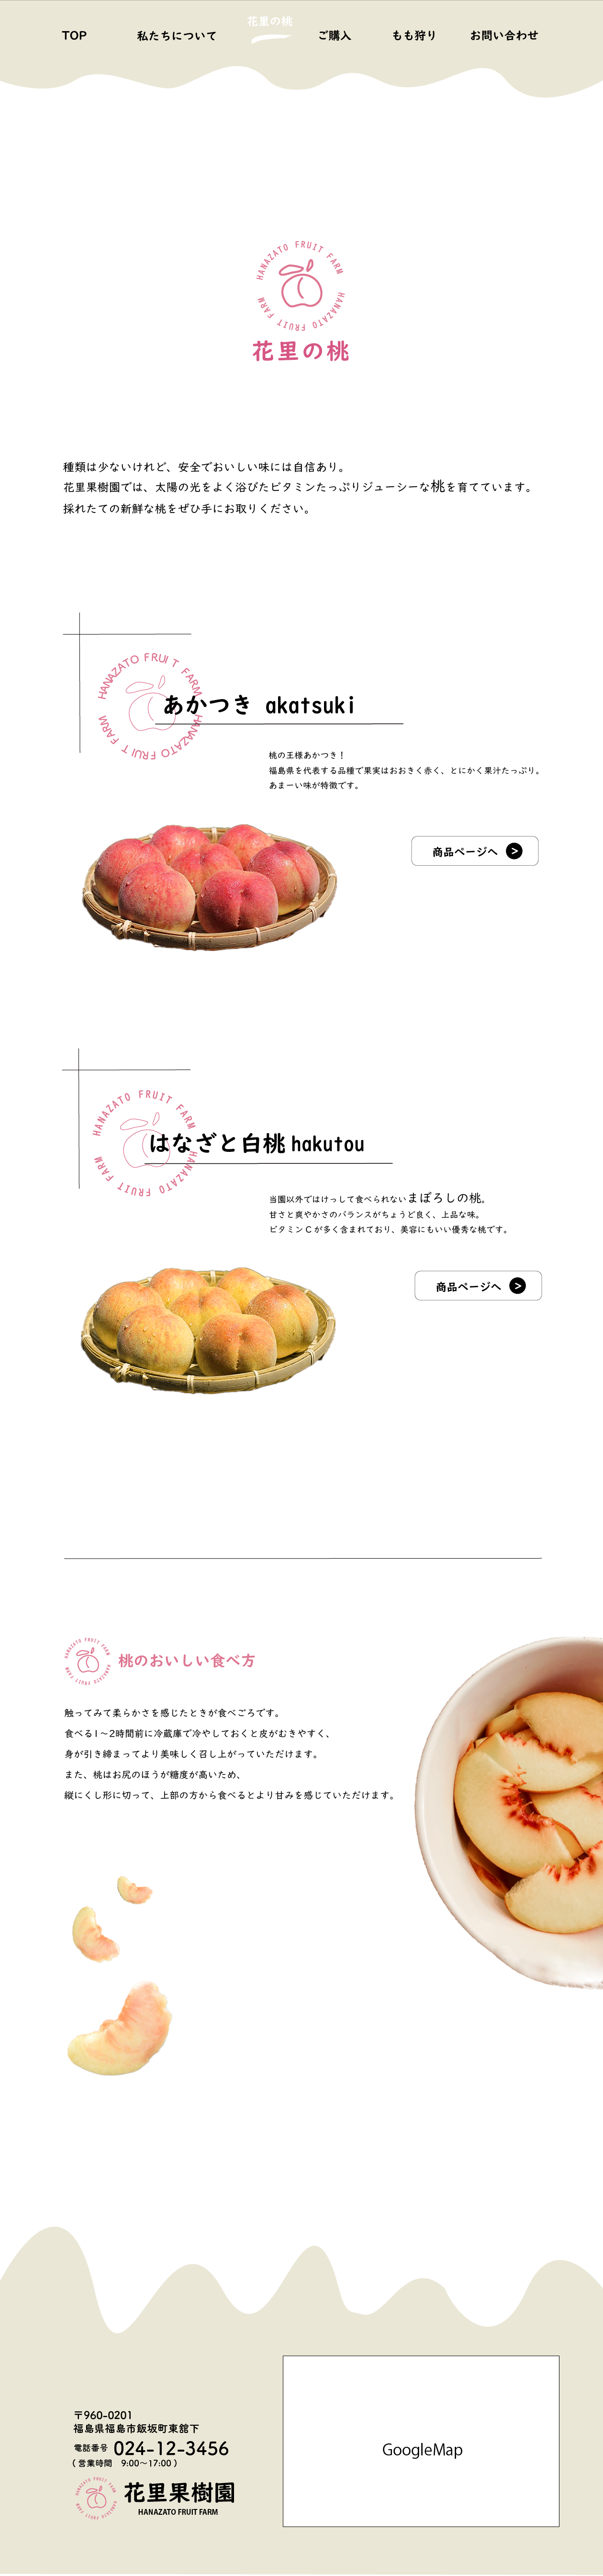 TOP
私たちについて
花里の桃
ご購入
もも狩り
お問い合わせ
HANAZATO FRUIT FARM HANAZATO FRUIT FARM
花里の桃
種類は少ないけれど、安全でおいしい味には自信あり。
花里果樹園では、太陽の光をよく浴びたビタミンたっぷりジューシーな桃を育てています。
採れたての新鮮な桃をぜひ手にお取りください。
HANAZATO FRUIT FARM HANAZATO FRUIT FARM
あかつき akatsuki
桃の王様あかつき！
福島県を代表する品種で果実はおおきく赤く、とにかく果汁たっぷり。
あまーい味が特徴です。
商品ページへ >
HANAZATO FRUIT FARM HANAZATO FRUIT FARM
はなざと白桃 hakutou
当園以外ではけっして食べられないまぼろしの桃。
甘さと爽やかさのバランスがちょうど良く、上品な味。
ビタミンCが多く含まれており、美容にもいい優秀な桃です。
商品ページへ >
HANAZATO FRUIT FARM HANAZATO FRUIT FARM
桃のおいしい食べ方
触ってみて柔らかさを感じたときが食べごろです。
食べる1～2時間前に冷蔵庫で冷やしておくと皮がむきやすく、
身が引き締まってより美味しく召し上がっていただけます。
また、桃はお尻のほうが糖度が高いため、
縦にくし形に切って、上部の方から食べるとより甘みを感じていただけます。
〒960-0201
福島県福島市飯坂町東舘下
電話番号 024-12-3456
(営業時間 9:00～17:00)
HANAZATO FRUIT FARM HANAZATO FRUIT FARM
花里果樹園
HANAZATO FRUIT FARM
GoogleMap